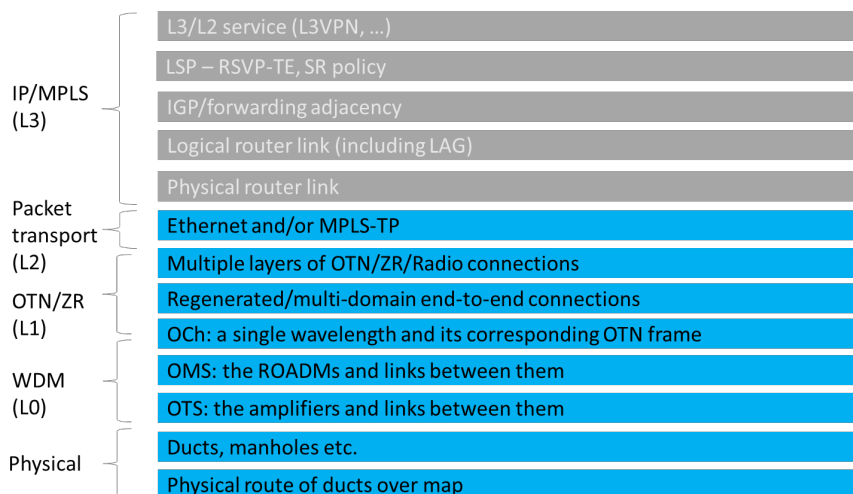 L3/L2 service (L3VPN, …)
LSP – RSVP-TE, SR policy
IP/MPLS
(L3)
IGP/forwarding adjacency
Logical router link (including LAG)
Physical router link
Packet
transport
(L2)
Ethernet and/or MPLS-TP
Multiple layers of OTN/ZR/Radio connections
OTN/ZR
(L1)
Regenerated/multi-domain end-to-end connections
OCh: a single wavelength and its corresponding OTN frame
WDM
(L0)
OMS: the ROADMs and links between them
OTS: the amplifiers and links between them
Physical
Ducts, manholes etc.
Physical route of ducts over map